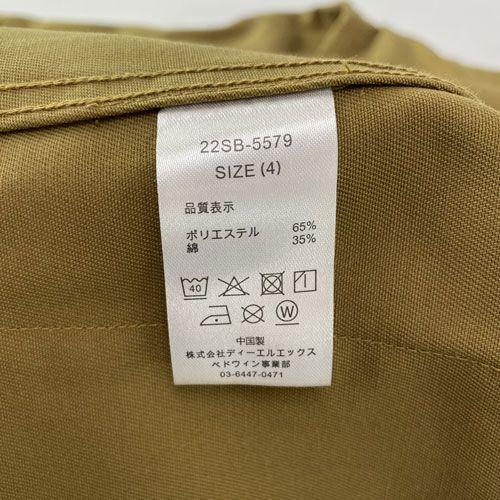 22SB-5579
SIZE (4)
品質表示
ポリエステル 65%
綿 35%
40
W
中国製
株式会社ディーエルエックス
ベドウィン事業部
03-6447-0471